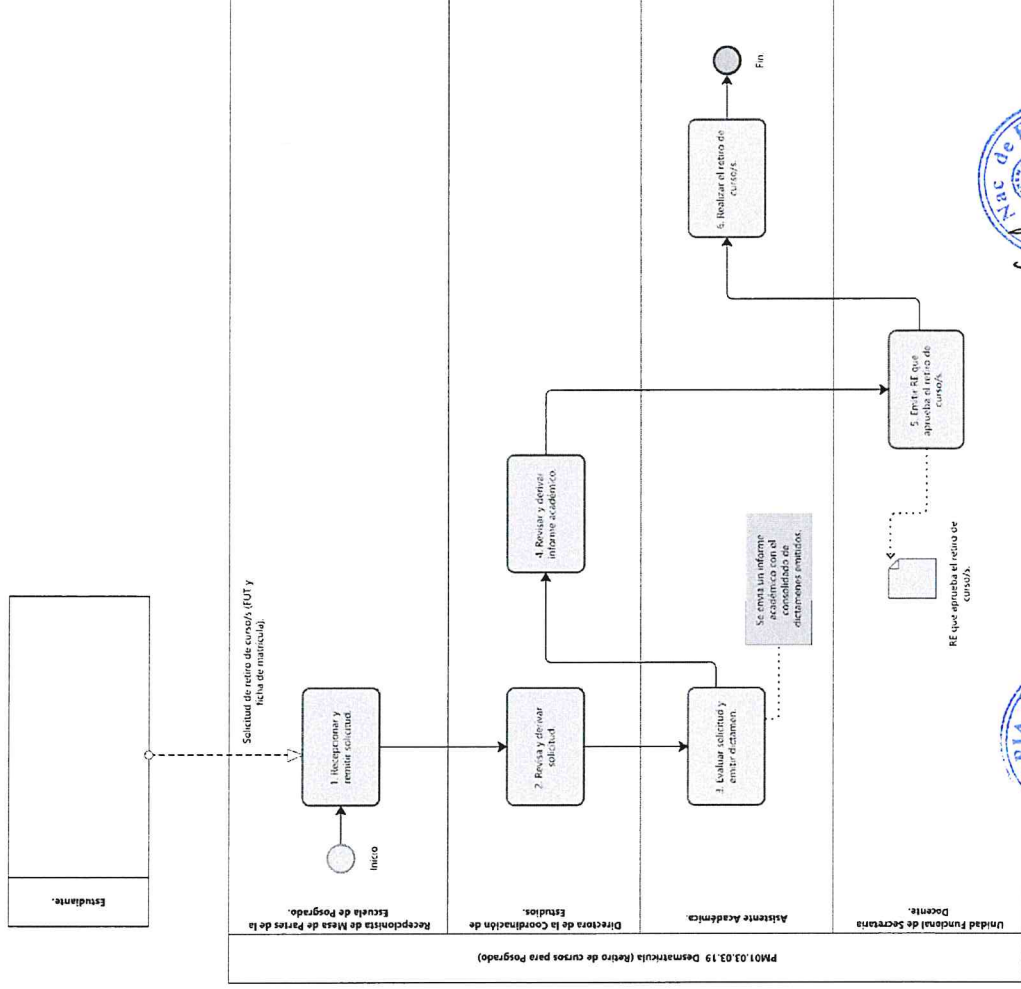 Estudiante.
Solicitud de retiro de curso/s (FUT y
ficha de matrícula).
PM01.03.03.19 Desmatrícula (Retiro de cursos para Posgrado)
Recepcionista de Mesa de Partes de la
Escuela de Posgrado.
Inicio
1. Recepcionar y
remitir solicitud.
Directora de la Coordinación de
Estudios.
2. Revisa y derivar
solicitud.
4. Revisar y derivar
informe académico.
Asistente Académica.
3. Evaluar solicitud y
emitir dictamen.
Se envía un informe
académico con el
consolidado de
dictamenes emitidos.
6. Realizar el retiro de
curso/s.
Fin
Unidad Funcional de Secretaria
Docente.
5. Emitir RE que
aprueba el retiro de
curso/s.
RE que aprueba el retiro de
curso/s.
Nac de